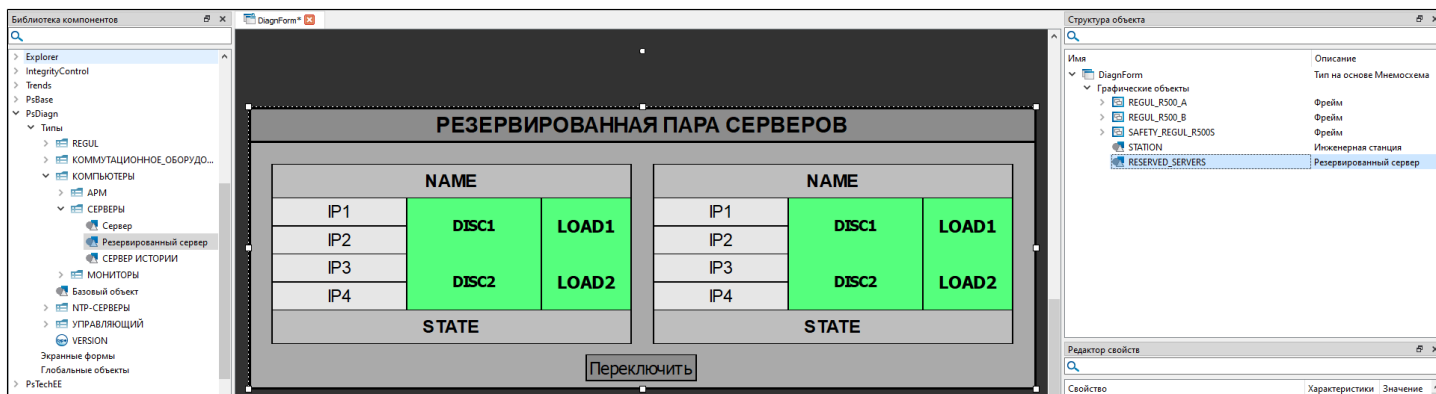 Библиотека компонентов
Explorer
IntegrityControl
Trends
PsBase
PsDiagn
Типы
REGUL
КОММУТАЦИОННОЕ_ОБОРУДО...
КОМПЬЮТЕРЫ
АРМ
СЕРВЕРЫ
Сервер
Резервированный сервер
СЕРВЕР ИСТОРИИ
МОНИТОРЫ
Базовый объект
NTP-СЕРВЕРЫ
УПРАВЛЯЮЩИЙ
VERSION
Экранные формы
Глобальные объекты
PsTechEE
DiagnForm*
РЕЗЕРВИРОВАННАЯ ПАРА СЕРВЕРОВ
NAME
IP1
IP2
IP3
IP4
DISC1
DISC2
LOAD1
LOAD2
STATE
NAME
IP1
IP2
IP3
IP4
DISC1
DISC2
LOAD1
LOAD2
STATE
Переключить
Структура объекта
Имя Описание
DiagnForm Тип на основе Мнемосхема
Графические объекты
REGUL_R500_A Фрейм
REGUL_R500_B Фрейм
SAFETY_REGUL_R500S Фрейм
STATION Инженерная станция
RESERVED_SERVERS Резервированный сервер
Редактор свойств
Свойство Характеристики Значение